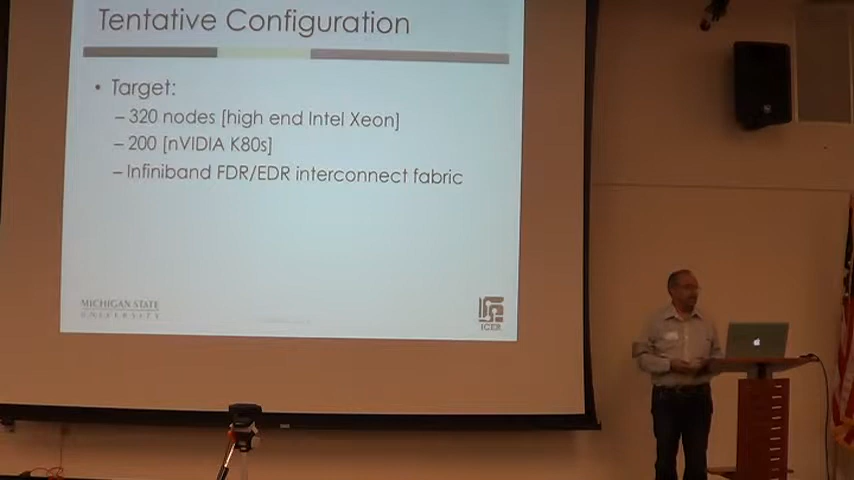 Tentative Configuration
• Target:
– 320 nodes [high end Intel Xeon]
– 200 [nVIDIA K80s]
– Infiniband FDR/EDR interconnect fabric
MICHIGAN STATE
UNIVERSITY
ICER